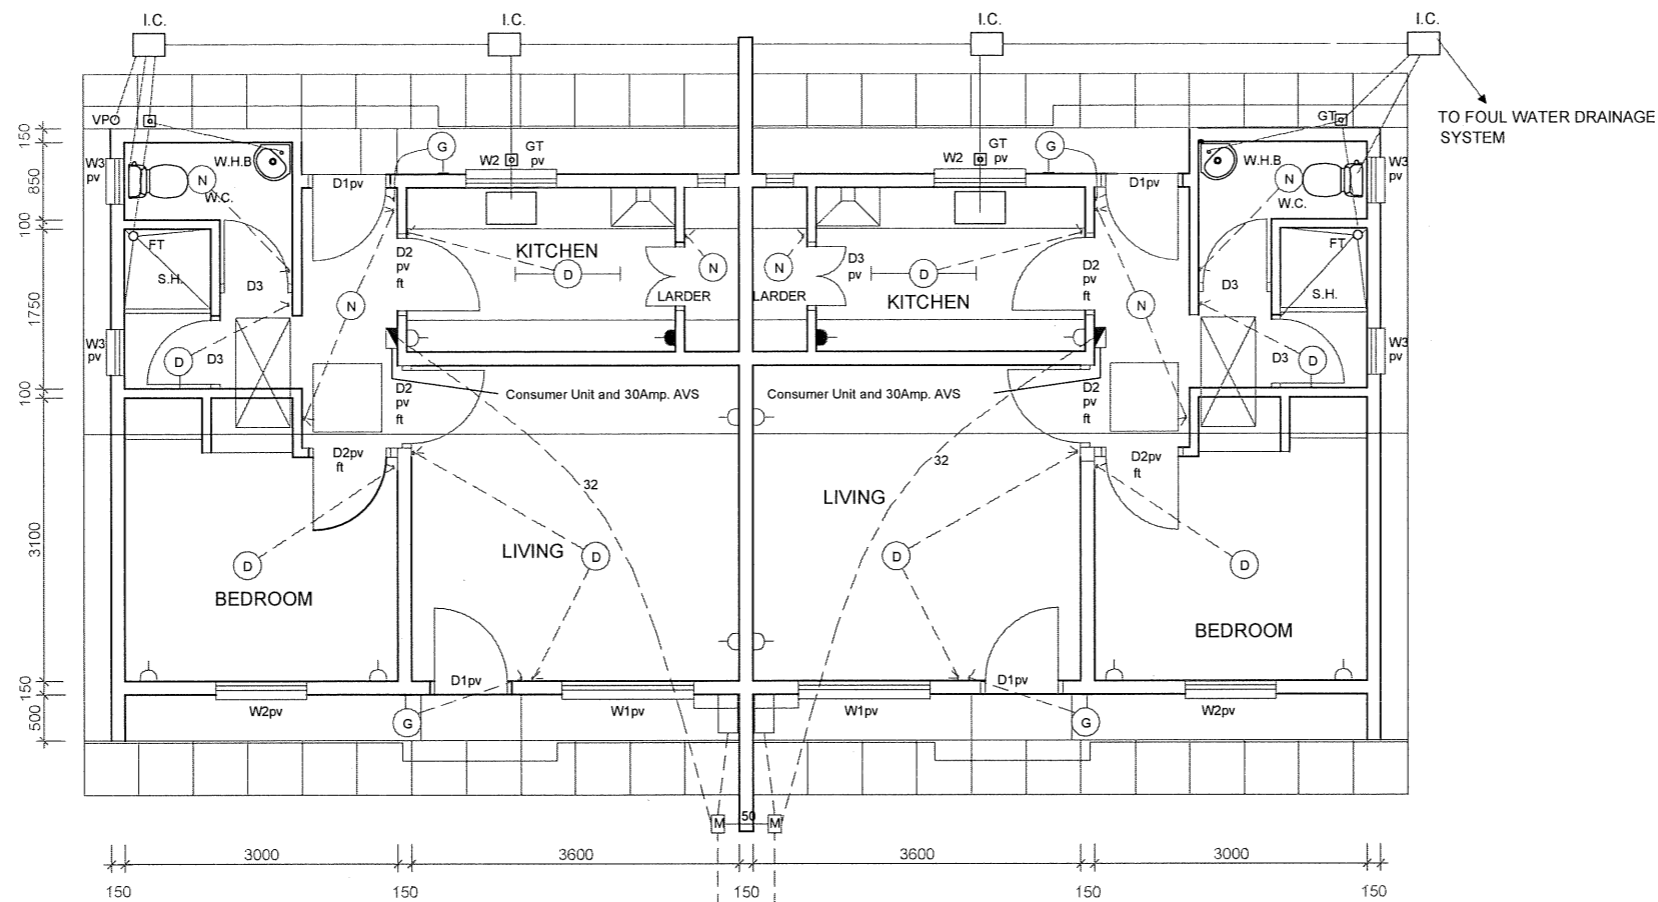 I.C.
I.C.
I.C.
I.C.
TO FOUL WATER DRAINAGE
SYSTEM
VP
GT
150
850
100
1750
100
3100
150
500
W3
pv
W.H.B
N
W.C.
G
D1pv
W2
GT
pv
W2
GT
pv
G
D1pv
W.H.B
N
W.C.
W3
pv
FT
S.H.
D3
D2
pv
ft
KITCHEN
D
N
LARDER
N
LARDER
D3
pv
D
KITCHEN
D2
pv
ft
D3
FT
S.H.
N
N
W3
pv
D
D3
D3
D
W3
pv
D2
pv
ft
Consumer Unit and 30Amp. AVS
Consumer Unit and 30Amp. AVS
D2
pv
ft
D2pv
ft
32
32
D2pv
ft
LIVING
D
LIVING
D
D
BEDROOM
D
BEDROOM
D1pv
D1pv
W2pv
G
W1pv
W1pv
G
W2pv
M
50
M
3000
3600
3600
3000
150
150
150
150
150